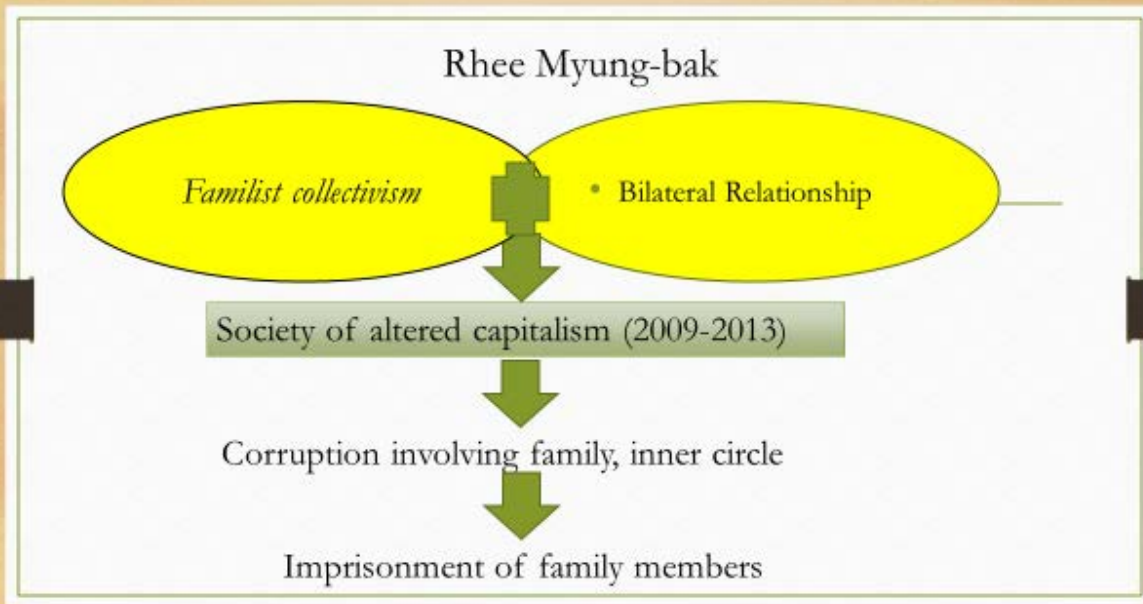 Rhee Myung-bak
Familist collectivism
• Bilateral Relationship
Society of altered capitalism (2009-2013)
Corruption involving family, inner circle
Imprisonment of family members